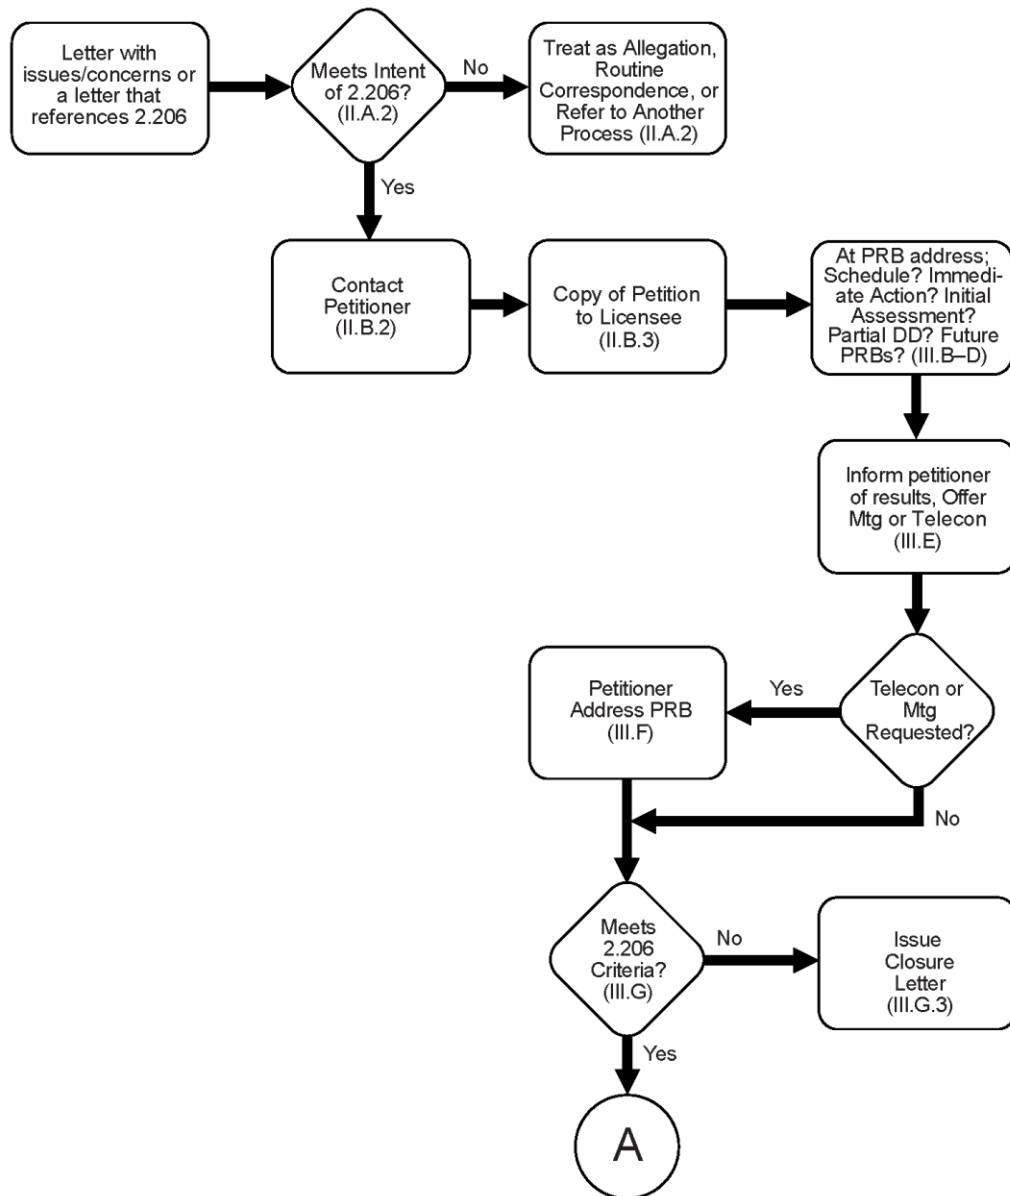 Letter with
issues/concerns or
a letter that
references 2.206
Meets Intent
of 2.206?
(II.A.2)
No
Treat as Allegation,
Routine
Correspondence, or
Refer to Another
Process (II.A.2)
Yes
Contact
Petitioner
(II.B.2)
Copy of Petition
to Licensee
(II.B.3)
At PRB address;
Schedule? Immedi-
ate Action? Initial
Assessment?
Partial DD? Future
PRBs? (III.B–D)
Inform petitioner
of results, Offer
Mtg or Telecon
(III.E)
Telecon or
Mtg
Requested?
Yes
Petitioner
Address PRB
(III.F)
No
Meets
2.206
Criteria?
(III.G)
No
Issue
Closure
Letter
(III.G.3)
Yes
A